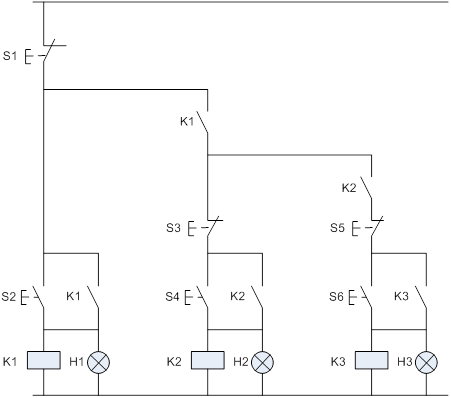 S1
K1
K2
S3 S5
S2 K1 S4 K2 S6 K3
K1 H1 K2 H2 K3 H3